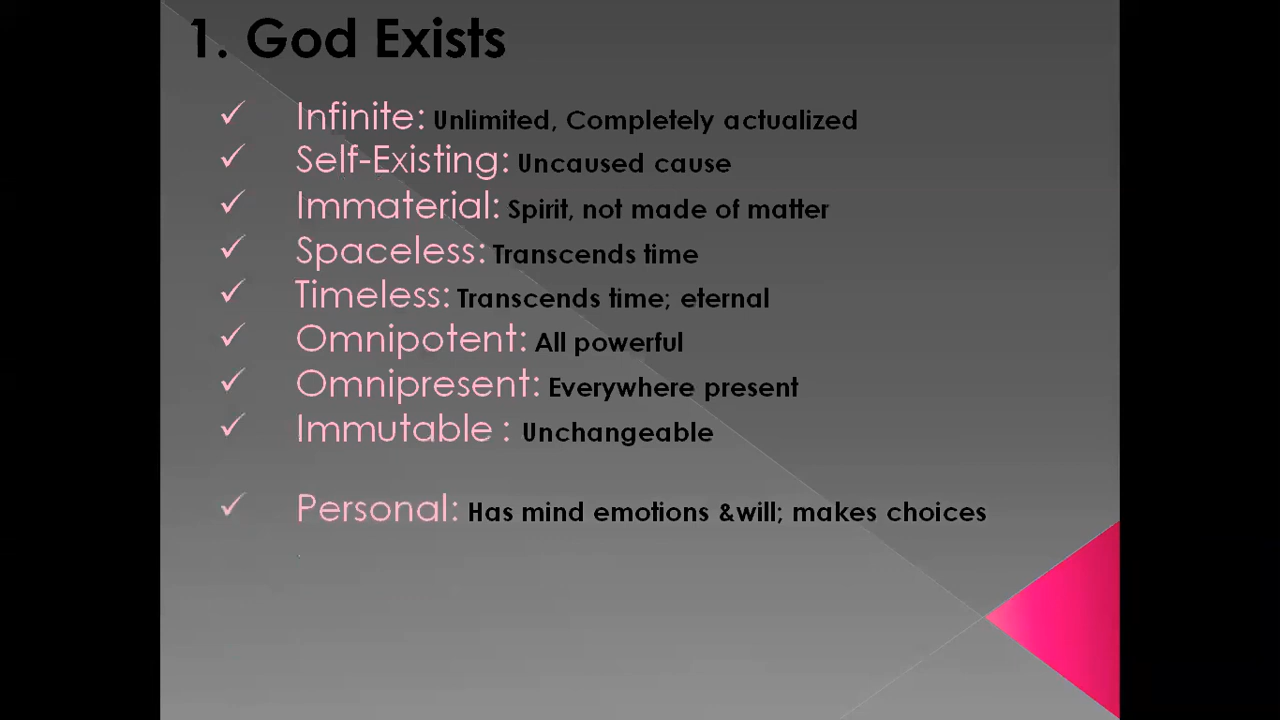 1. God Exists
✓ Infinite: Unlimited, Completely actualized
✓ Self-Existing: Uncaused cause
✓ Immaterial: Spirit, not made of matter
✓ Spaceless: Transcends time
✓ Timeless: Transcends time; eternal
✓ Omnipotent: All powerful
✓ Omnipresent: Everywhere present
✓ Immutable : Unchangeable
✓ Personal: Has mind emotions &will; makes choices